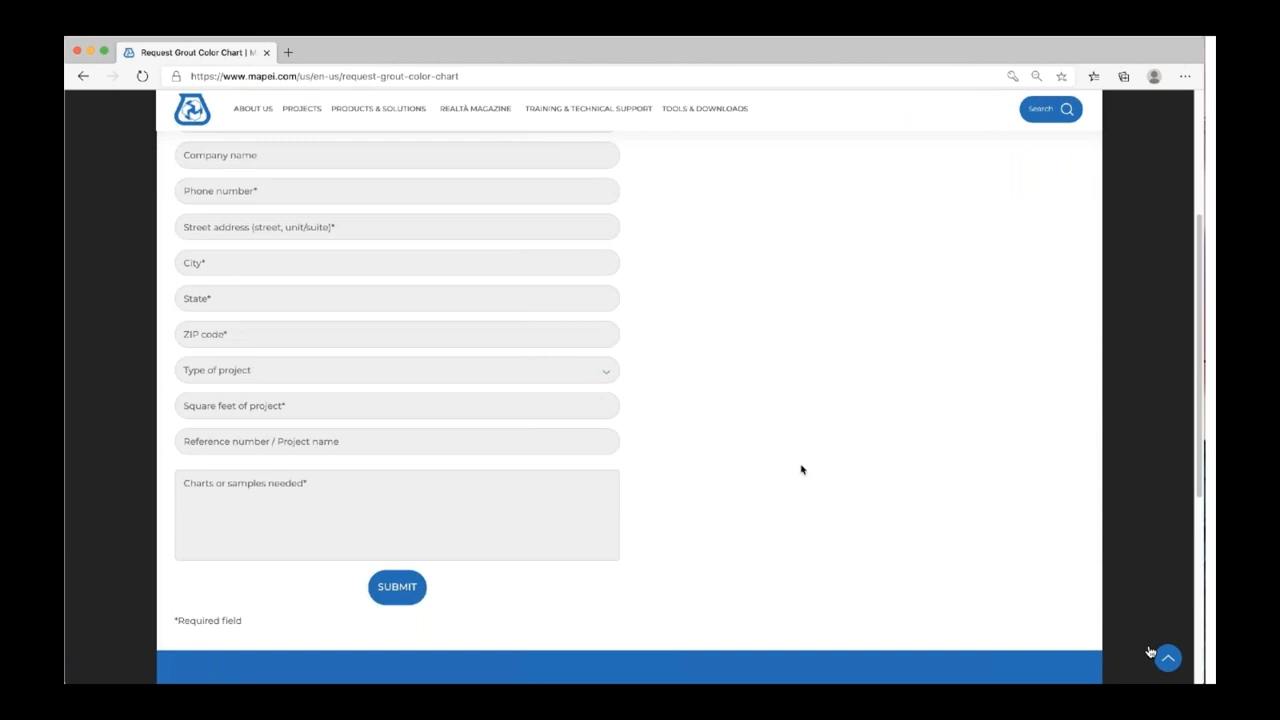 Request Grout Color Chart | M
https://www.mapei.com/us/en-us/request-grout-color-chart
ABOUT US PROJECTS PRODUCTS & SOLUTIONS REALTÀ MAGAZINE TRAINING & TECHNICAL SUPPORT TOOLS & DOWNLOADS Search
Company name
Phone number*
Street address (street, unit/suite)*
City*
State*
ZIP code*
Type of project
Square feet of project*
Reference number / Project name
Charts or samples needed*
SUBMIT
*Required field